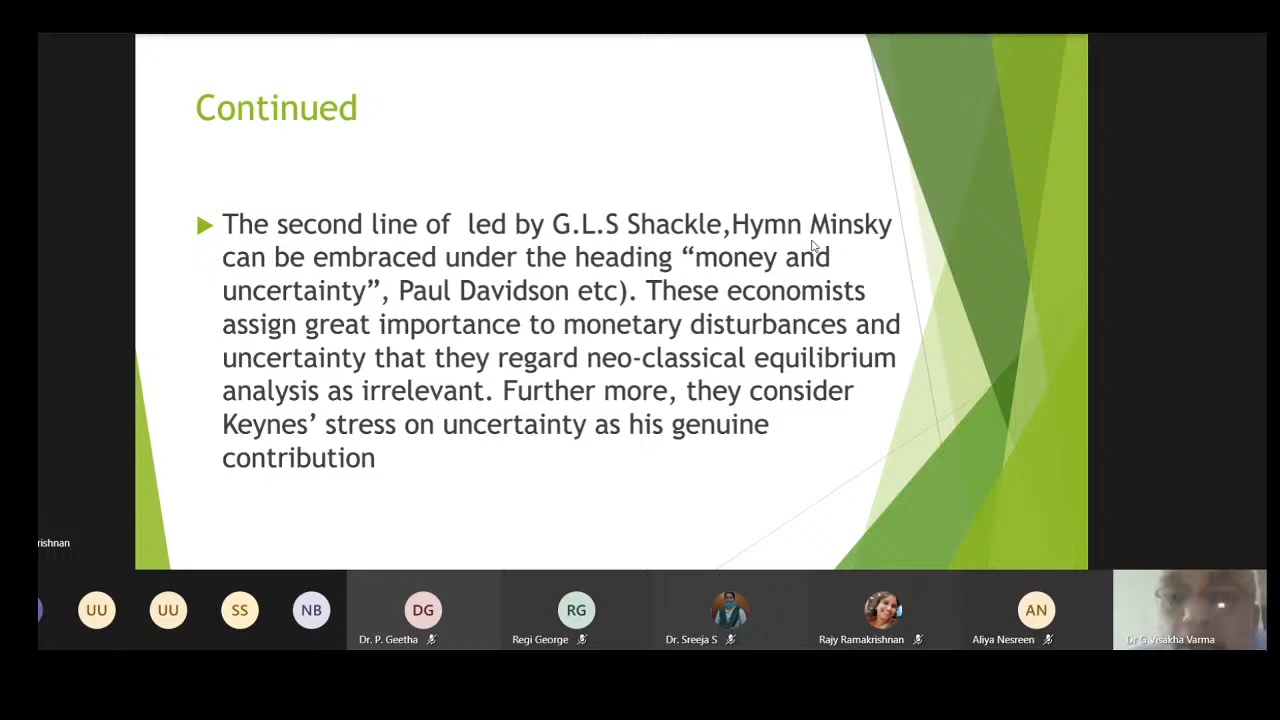 Continued
The second line of led by G.L.S Shackle,Hymn Minsky
can be embraced under the heading “money and
uncertainty”, Paul Davidson etc). These economists
assign great importance to monetary disturbances and
uncertainty that they regard neo-classical equilibrium
analysis as irrelevant. Further more, they consider
Keynes’ stress on uncertainty as his genuine
contribution
rishnan
UU UU SS NB DG RG AN
Dr. P. Geetha Regi George Dr. Sreeja S Rajy Ramakrishnan Aliya Nesreen Dr G Visakha Varma